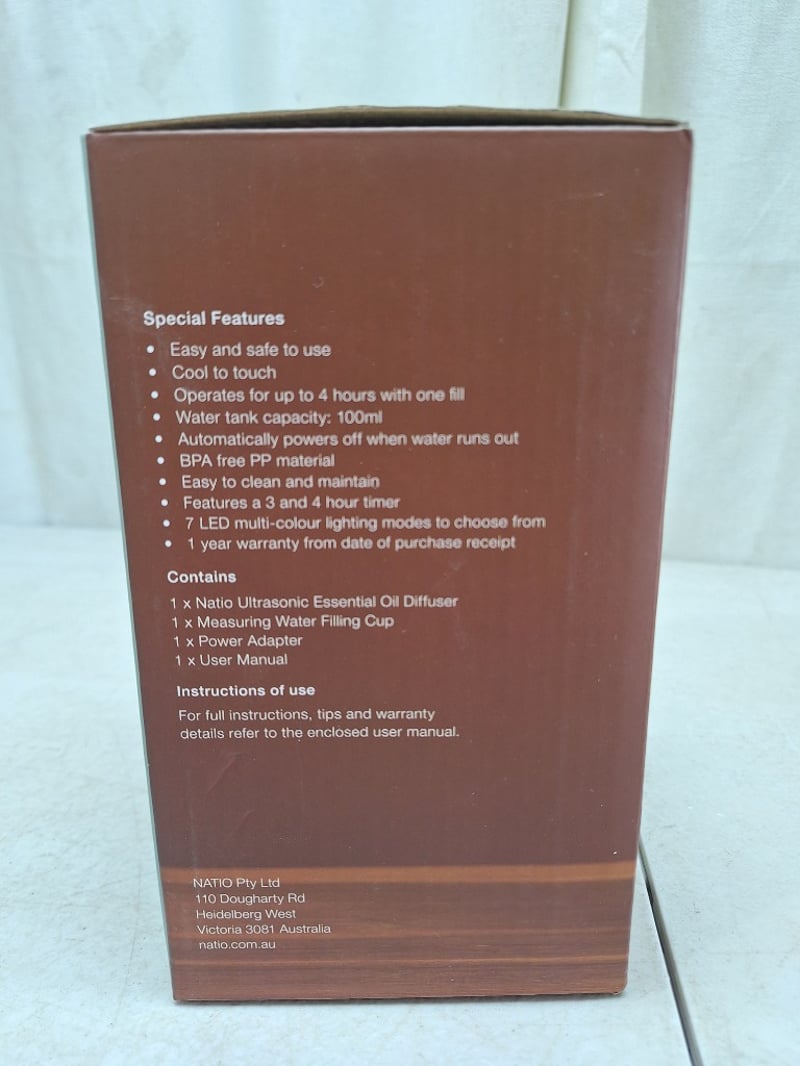 Special Features
• Easy and safe to use
• Cool to touch
• Operates for up to 4 hours with one fill
• Water tank capacity: 100ml
• Automatically powers off when water runs out
• BPA free PP material
• Easy to clean and maintain
• Features a 3 and 4 hour timer
• 7 LED multi-colour lighting modes to choose from
• 1 year warranty from date of purchase receipt
Contains
1 x Natio Ultrasonic Essential Oil Diffuser
1 x Measuring Water Filling Cup
1 x Power Adapter
1 x User Manual
Instructions of use
For full instructions, tips and warranty
details refer to the enclosed user manual.
NATIO Pty Ltd
110 Dougharty Rd
Heidelberg West
Victoria 3081 Australia
natio.com.au